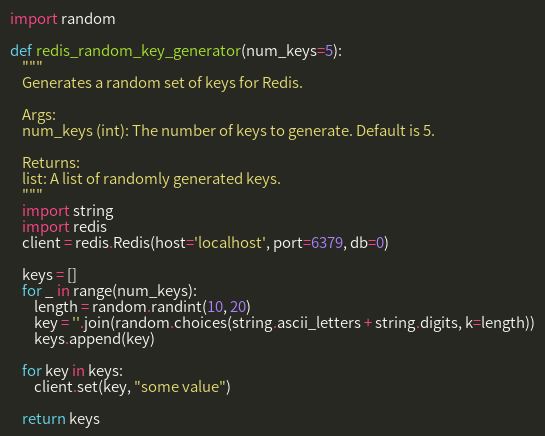 import random

def redis_random_key_generator(num_keys=5):
    """
    Generates a random set of keys for Redis.

    Args:
    num_keys (int): The number of keys to generate. Default is 5.

    Returns:
    list: A list of randomly generated keys.
    """
    import string
    import redis
    client = redis.Redis(host='localhost', port=6379, db=0)

    keys = []
    for _ in range(num_keys):
        length = random.randint(10, 20)
        key = ''.join(random.choices(string.ascii_letters + string.digits, k=length))
        keys.append(key)

    for key in keys:
        client.set(key, "some value")

    return keys